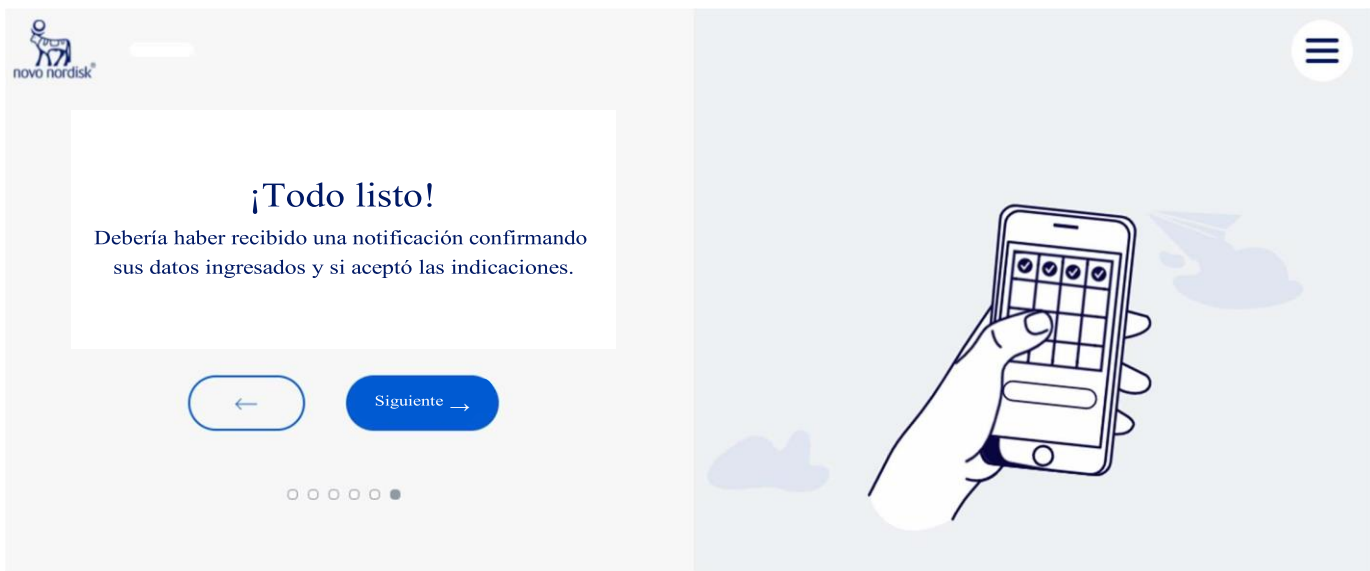 novo nordisk®
¡Todo listo!
Debería haber recibido una notificación confirmando
sus datos ingresados y si aceptó las indicaciones.
← Siguiente →